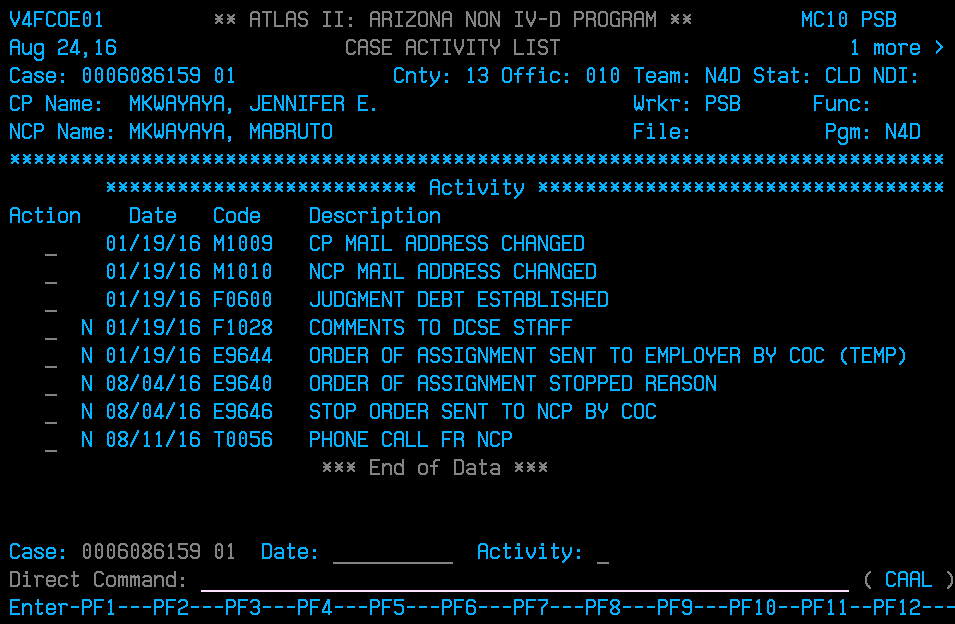 V4FCOE01 ** ATLAS II: ARIZONA NON IV-D PROGRAM ** MC10 PSB
Aug 24,16 CASE ACTIVITY LIST 1 more >
Case: 0006086159 01 Cnty: 13 Offic: 010 Team: N4D Stat: CLD NDI:
CP Name: MKWAYAYA, JENNIFER E. Wrkr: PSB Func:
NCP Name: MKWAYAYA, MABRUTO File: Pgm: N4D
******************************************************************************
************************** Activity **********************************
Action Date Code Description
_ 01/19/16 M1009 CP MAIL ADDRESS CHANGED
_ 01/19/16 M1010 NCP MAIL ADDRESS CHANGED
_ 01/19/16 F0600 JUDGMENT DEBT ESTABLISHED
_ N 01/19/16 F1028 COMMENTS TO DCSE STAFF
_ N 01/19/16 E9644 ORDER OF ASSIGNMENT SENT TO EMPLOYER BY COC (TEMP)
_ N 08/04/16 E9640 ORDER OF ASSIGNMENT STOPPED REASON
_ N 08/04/16 E9646 STOP ORDER SENT TO NCP BY COC
_ N 08/11/16 T0056 PHONE CALL FR NCP
*** End of Data ***
Case: 0006086159 01 Date: __________ Activity: _
Direct Command: ______________________________________________________ ( CAAL )
Enter-PF1---PF2---PF3---PF4---PF5---PF6---PF7---PF8---PF9---PF10--PF11--PF12---